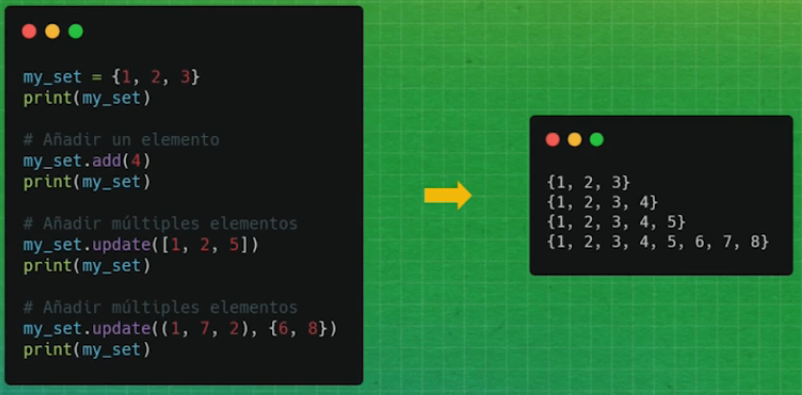 my_set = {1, 2, 3}
print(my_set)
# Añadir un elemento
my_set.add(4)
print(my_set)
# Añadir múltiples elementos
my_set.update([1, 2, 5])
print(my_set)
# Añadir múltiples elementos
my_set.update((1, 7, 2), {6, 8})
print(my_set)
{1, 2, 3}
{1, 2, 3, 4}
{1, 2, 3, 4, 5}
{1, 2, 3, 4, 5, 6, 7, 8}